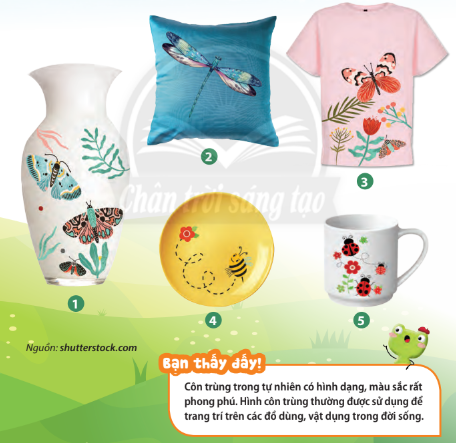 Chân trời sáng tạo
2
3
1
4
5
Nguồn: shutterstock.com
Bạn thấy đấy!
Côn trùng trong tự nhiên có hình dạng, màu sắc rất
phong phú. Hình côn trùng thường được sử dụng để
trang trí trên các đồ dùng, vật dụng trong đời sống.